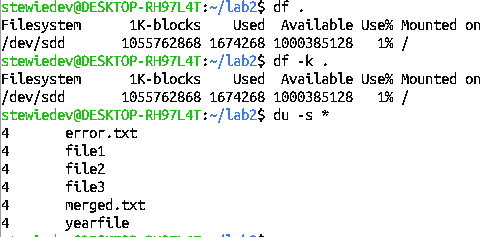 stewiedev@DESKTOP-RH97L4T:~/lab2$ df .
Filesystem     1K-blocks    Used  Available Use% Mounted on
/dev/sdd      1055762868 1674268 1000385128   1% /
stewiedev@DESKTOP-RH97L4T:~/lab2$ df -k .
Filesystem     1K-blocks    Used  Available Use% Mounted on
/dev/sdd      1055762868 1674268 1000385128   1% /
stewiedev@DESKTOP-RH97L4T:~/lab2$ du -s *
4       error.txt
4       file1
4       file2
4       file3
4       merged.txt
4       yearfile